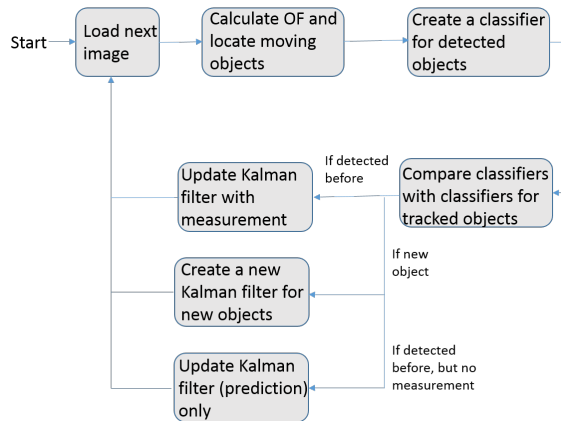 Start
Load next
image
Calculate OF and
locate moving
objects
Create a classifier
for detected
objects
If detected
before
Update Kalman
filter with
measurement
Compare classifiers
with classifiers for
tracked objects
If new
object
Create a new
Kalman filter for
new objects
If detected
before, but no
measurement
Update Kalman
filter (prediction)
only